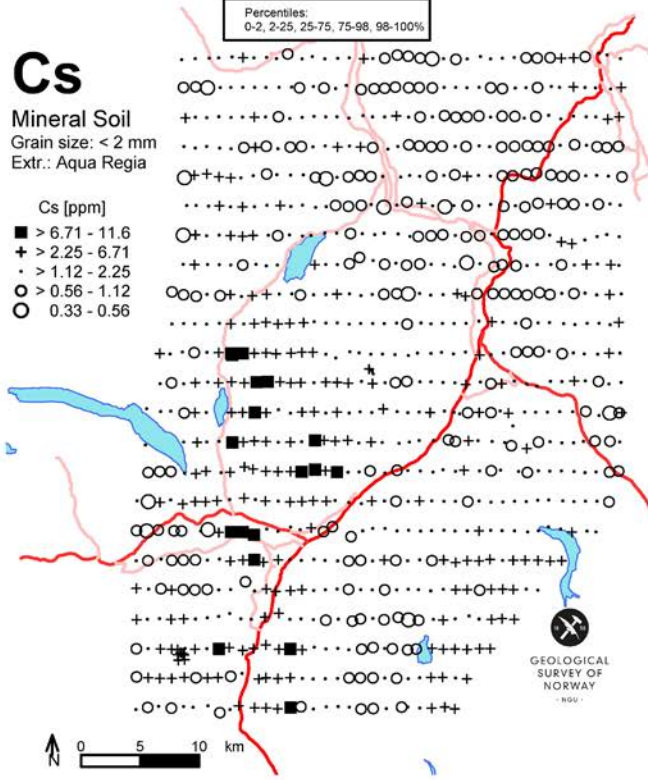 Percentiles:
0-2, 2-25, 25-75, 75-98, 98-100%
Cs
Mineral Soil
Grain size: < 2 mm
Extr.: Aqua Regia
Cs [ppm]
> 6.71 - 11.6
> 2.25 - 6.71
> 1.12 - 2.25
> 0.56 - 1.12
0.33 - 0.56
GEOLOGICAL
SURVEY OF
NORWAY
- NGU -
N
0 5 10 km